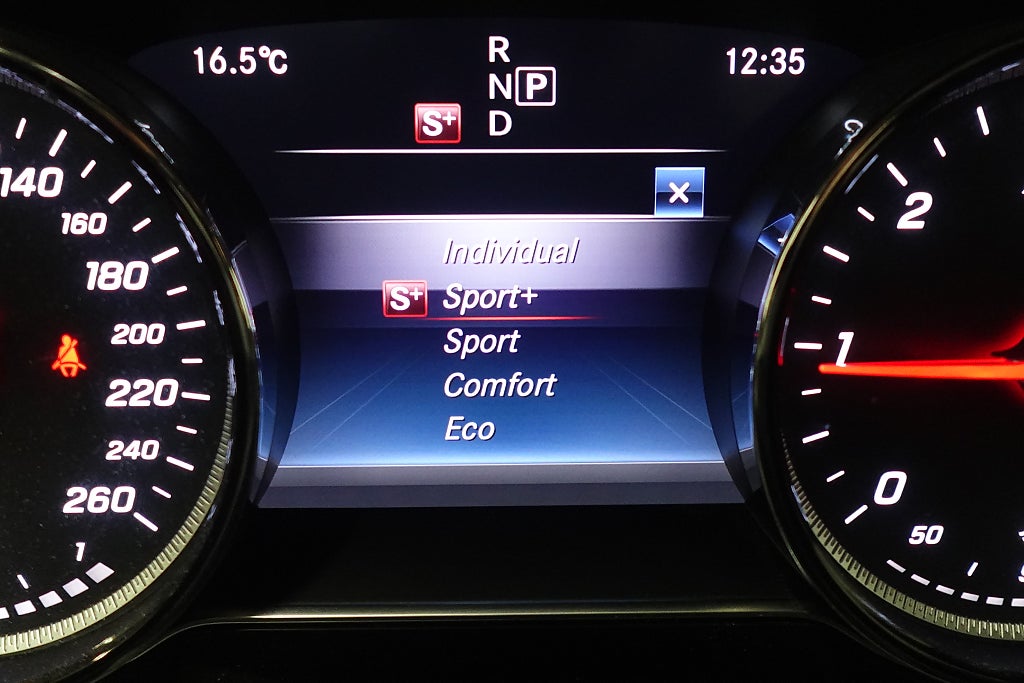 16.5°C
R
12:35
N P
S+ D
Individual
S+ Sport+
Sport
Comfort
Eco
140
160
180
200
220
240
260
1
2
1
0
50